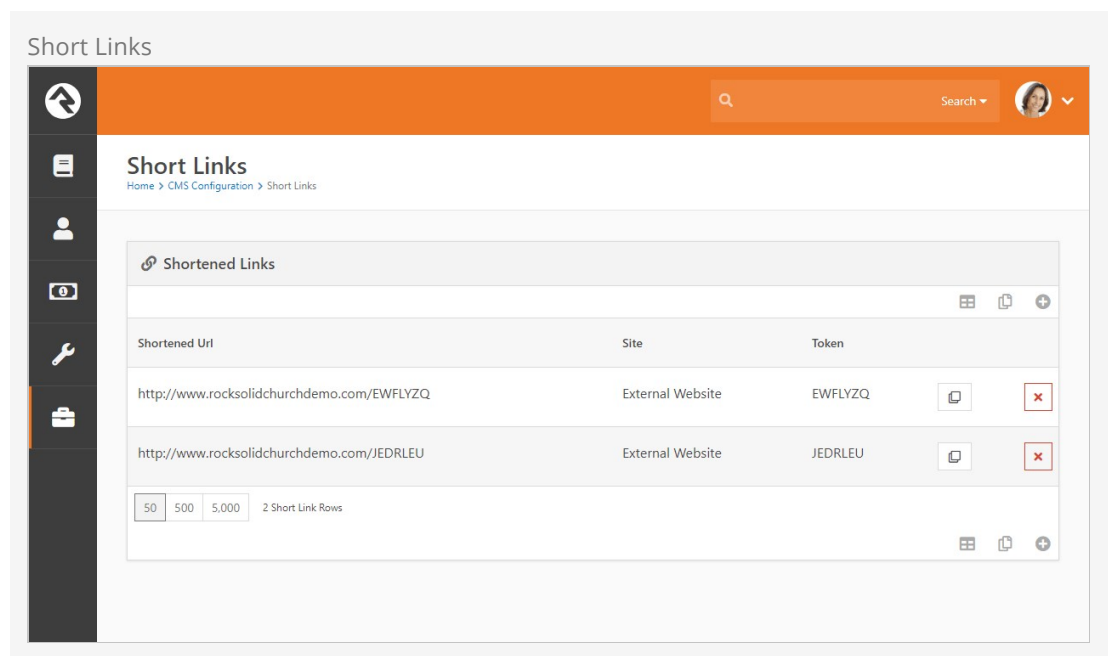 Short Links
Search
Short Links
Home > CMS Configuration > Short Links
Shortened Links
Shortened Url Site Token
http://www.rocksolidchurchdemo.com/EWFLYZQ External Website EWFLYZQ
http://www.rocksolidchurchdemo.com/JEDRLEU External Website JEDRLEU
50 500 5,000 2 Short Link Rows